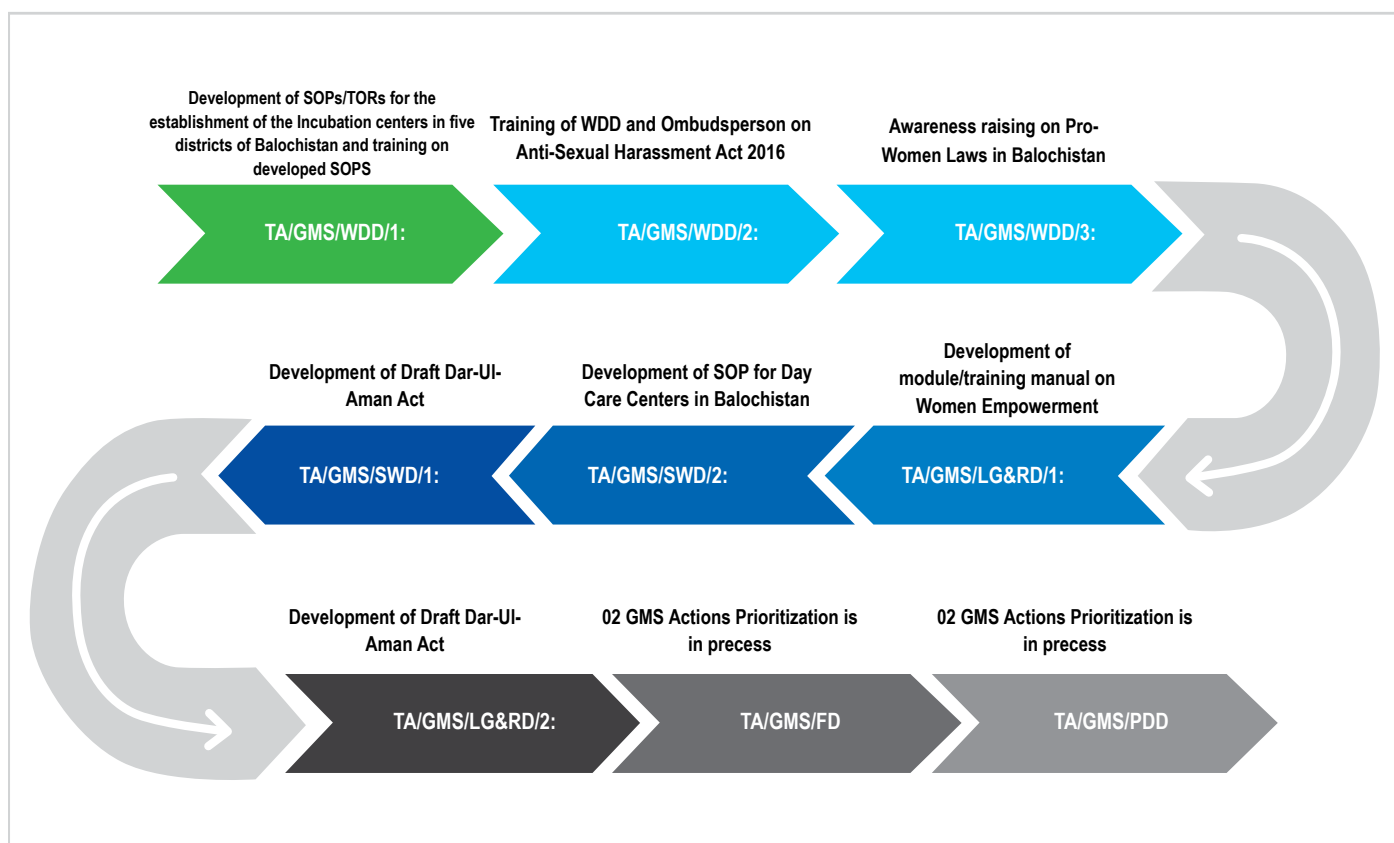 Development of SOPs/TORs for the
establishment of the Incubation centers in five
districts of Balochistan and training on
developed SOPS
Training of WDD and Ombudsperson on
Anti-Sexual Harassment Act 2016
Awareness raising on Pro-
Women Laws in Balochistan
TA/GMS/WDD/1:
TA/GMS/WDD/2:
TA/GMS/WDD/3:
Development of Draft Dar-Ul-
Aman Act
Development of SOP for Day
Care Centers in Balochistan
Development of
module/training manual on
Women Empowerment
TA/GMS/SWD/1:
TA/GMS/SWD/2:
TA/GMS/LG&RD/1:
Development of Draft Dar-Ul-
Aman Act
02 GMS Actions Prioritization is
in precess
02 GMS Actions Prioritization is
in precess
TA/GMS/LG&RD/2:
TA/GMS/FD
TA/GMS/PDD